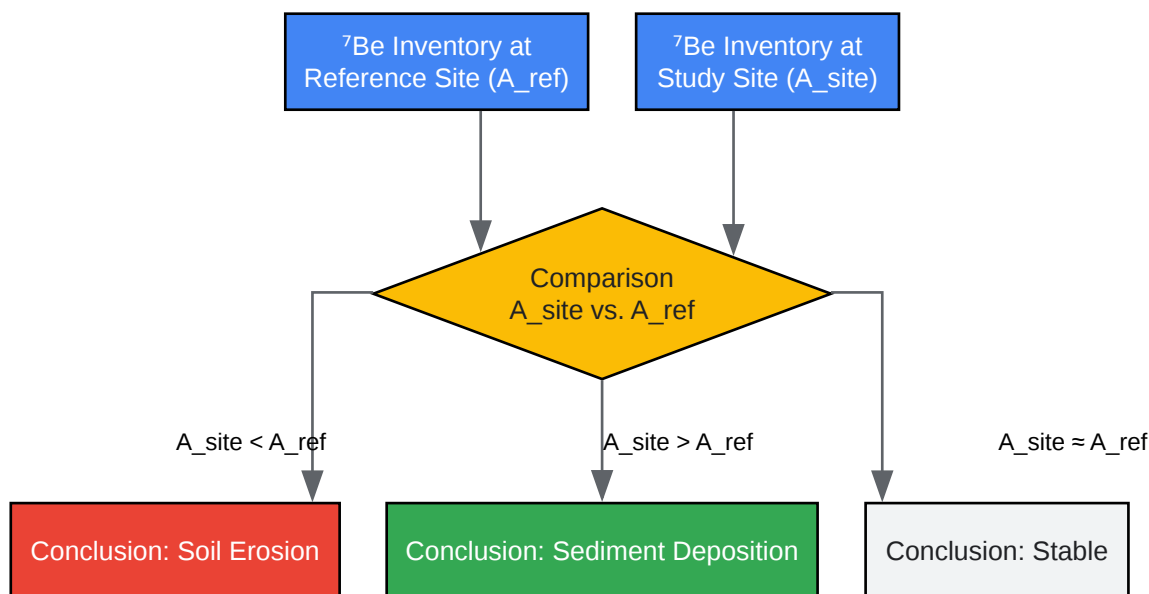 ⁷Be Inventory at
Reference Site (A_ref)
⁷Be Inventory at
Study Site (A_site)
Comparison
A_site vs. A_ref
A_site < A_ref
A_site > A_ref
A_site ≈ A_ref
Conclusion: Soil Erosion
Conclusion: Sediment Deposition
Conclusion: Stable